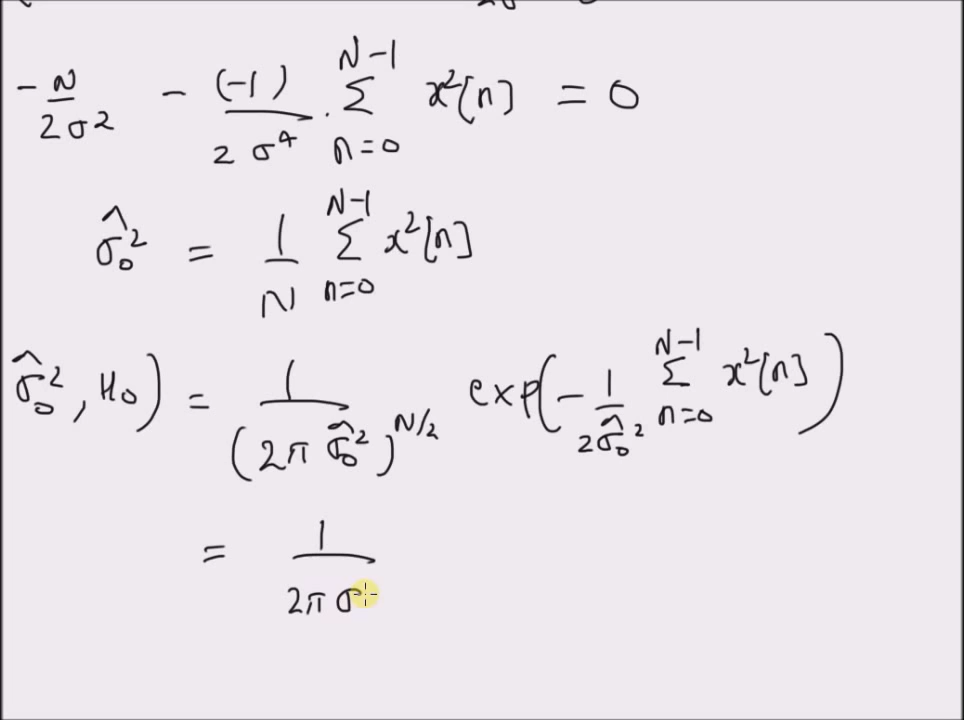 - N/2σ² - (-1)/2σ⁴ . Σ_{n=0}^{N-1} x²[n] = 0
σ̂₀² = 1/N Σ_{n=0}^{N-1} x²[n]
σ̂₀², H₀) = 1/(2π σ̂₀²)^{N/2} exp(- 1/2σ̂₀² Σ_{n=0}^{N-1} x²[n])
= 1/2π σ